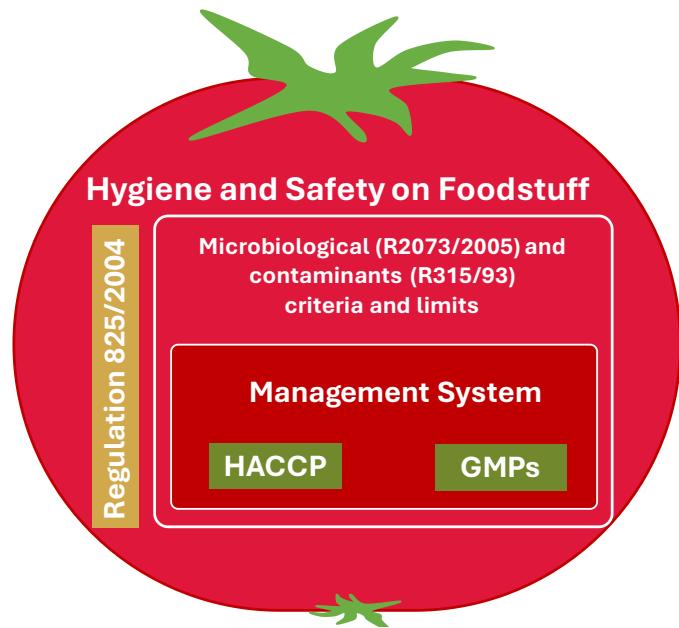 Hygiene and Safety on Foodstuff
Regulation 825/2004
Microbiological (R2073/2005) and
contaminants (R315/93)
criteria and limits
Management System
HACCP
GMPs